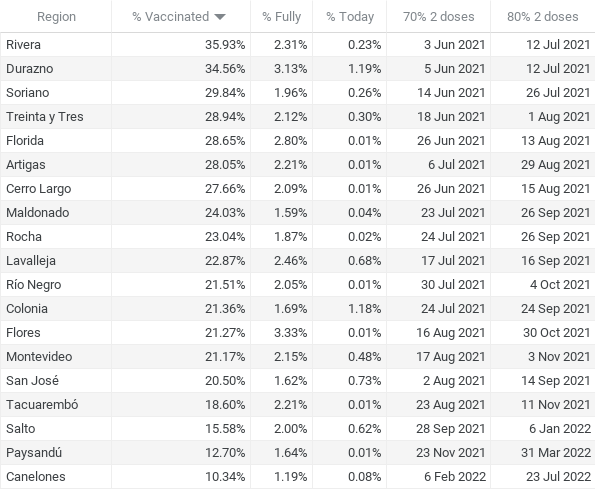 Region % Vaccinated % Fully % Today 70% 2 doses 80% 2 doses
Rivera 35.93% 2.31% 0.23% 3 Jun 2021 12 Jul 2021
Durazno 34.56% 3.13% 1.19% 5 Jun 2021 12 Jul 2021
Soriano 29.84% 1.96% 0.26% 14 Jun 2021 26 Jul 2021
Treinta y Tres 28.94% 2.12% 0.30% 18 Jun 2021 1 Aug 2021
Florida 28.65% 2.80% 0.01% 26 Jun 2021 13 Aug 2021
Artigas 28.05% 2.21% 0.01% 6 Jul 2021 29 Aug 2021
Cerro Largo 27.66% 2.09% 0.01% 26 Jun 2021 15 Aug 2021
Maldonado 24.03% 1.59% 0.04% 23 Jul 2021 26 Sep 2021
Rocha 23.04% 1.87% 0.02% 24 Jul 2021 26 Sep 2021
Lavalleja 22.87% 2.46% 0.68% 17 Jul 2021 16 Sep 2021
Río Negro 21.51% 2.05% 0.01% 30 Jul 2021 4 Oct 2021
Colonia 21.36% 1.69% 1.18% 24 Jul 2021 24 Sep 2021
Flores 21.27% 3.33% 0.01% 16 Aug 2021 30 Oct 2021
Montevideo 21.17% 2.15% 0.48% 17 Aug 2021 3 Nov 2021
San José 20.50% 1.62% 0.73% 2 Aug 2021 14 Sep 2021
Tacuarembó 18.60% 2.21% 0.01% 23 Aug 2021 11 Nov 2021
Salto 15.58% 2.00% 0.62% 28 Sep 2021 6 Jan 2022
Paysandú 12.70% 1.64% 0.01% 23 Nov 2021 31 Mar 2022
Canelones 10.34% 1.19% 0.08% 6 Feb 2022 23 Jul 2022